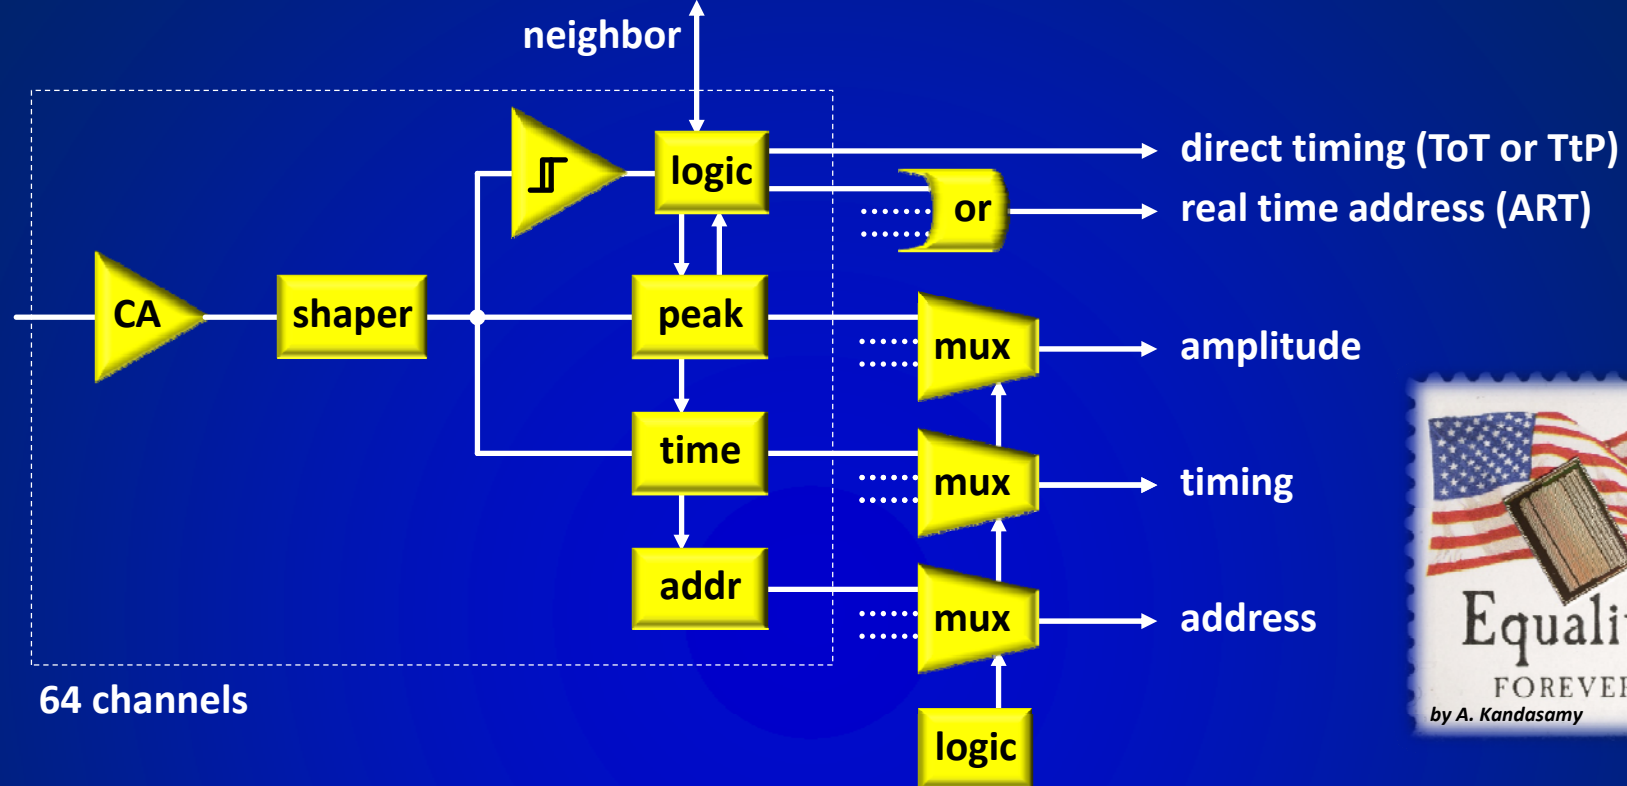 neighbor
logic
direct timing (ToT or TtP)
or
real time address (ART)
CA
shaper
peak
mux
amplitude
time
mux
timing
addr
mux
address
64 channels
logic
FOREVER
by A. Kandasamy